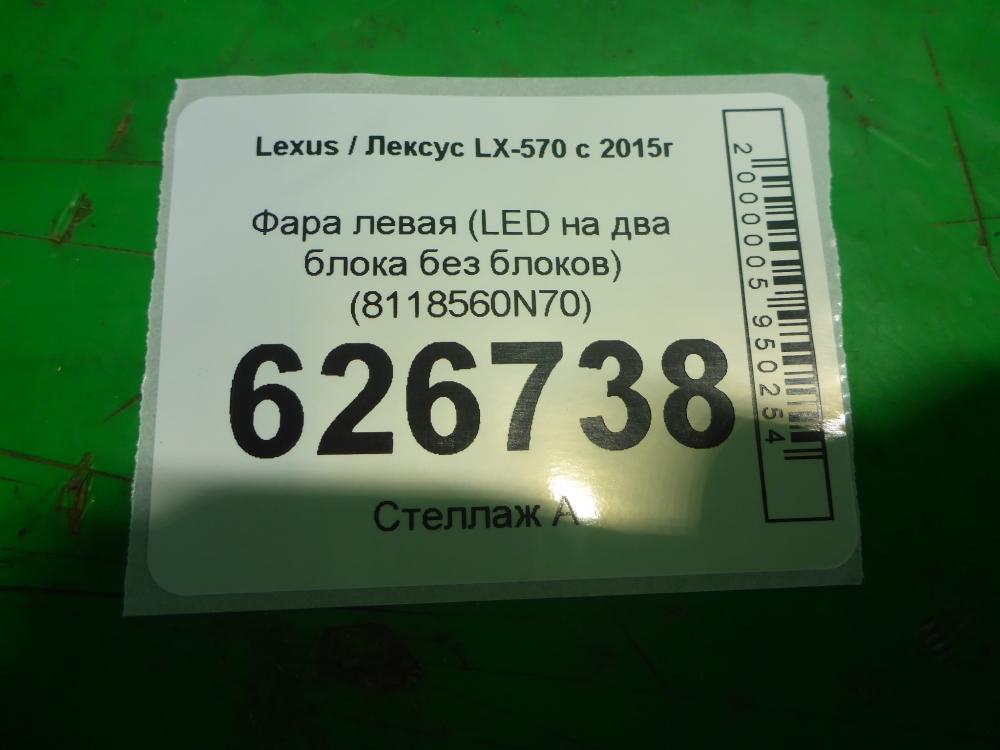 Lexus / Лексус LX-570 с 2015г
Фара левая (LED на два
блока без блоков)
(8118560N70)
626738
Стеллаж А
2000005950254